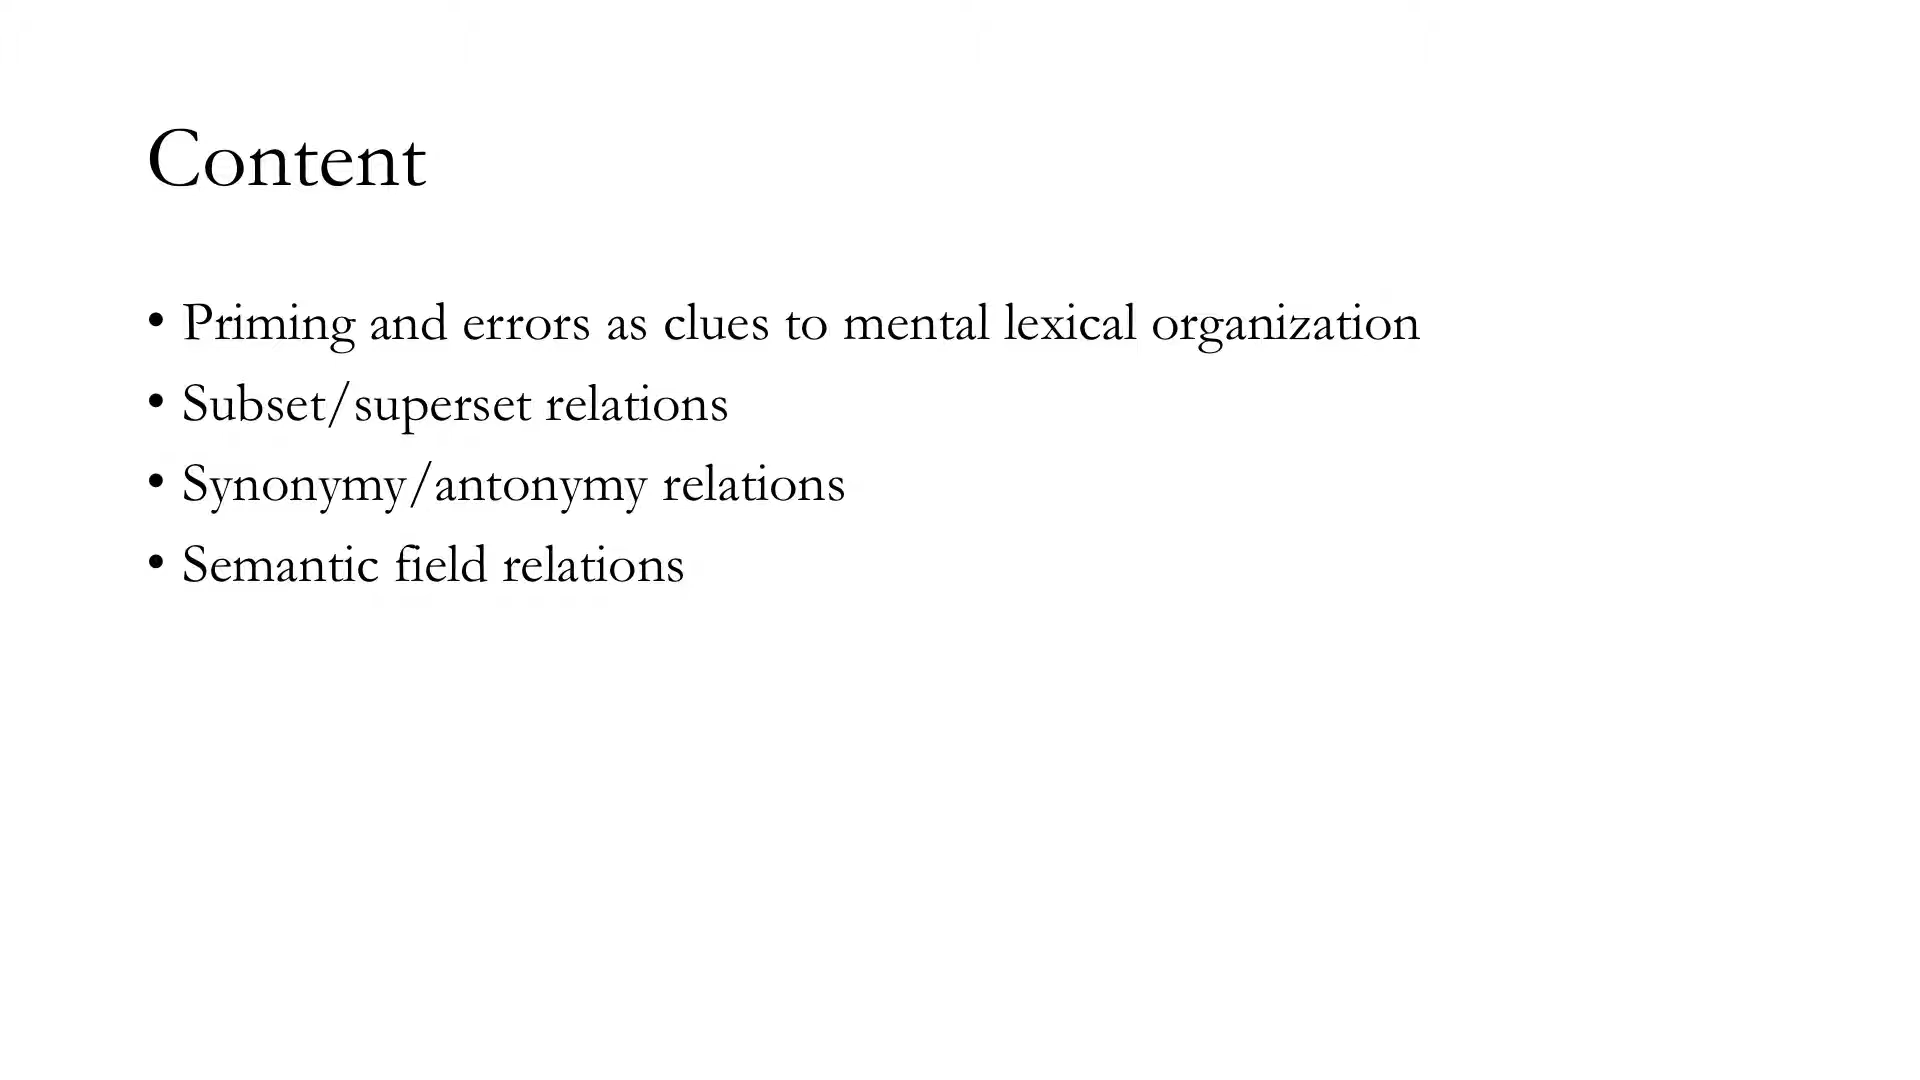 Content
• Priming and errors as clues to mental lexical organization
• Subset/superset relations
• Synonymy/antonymy relations
• Semantic field relations